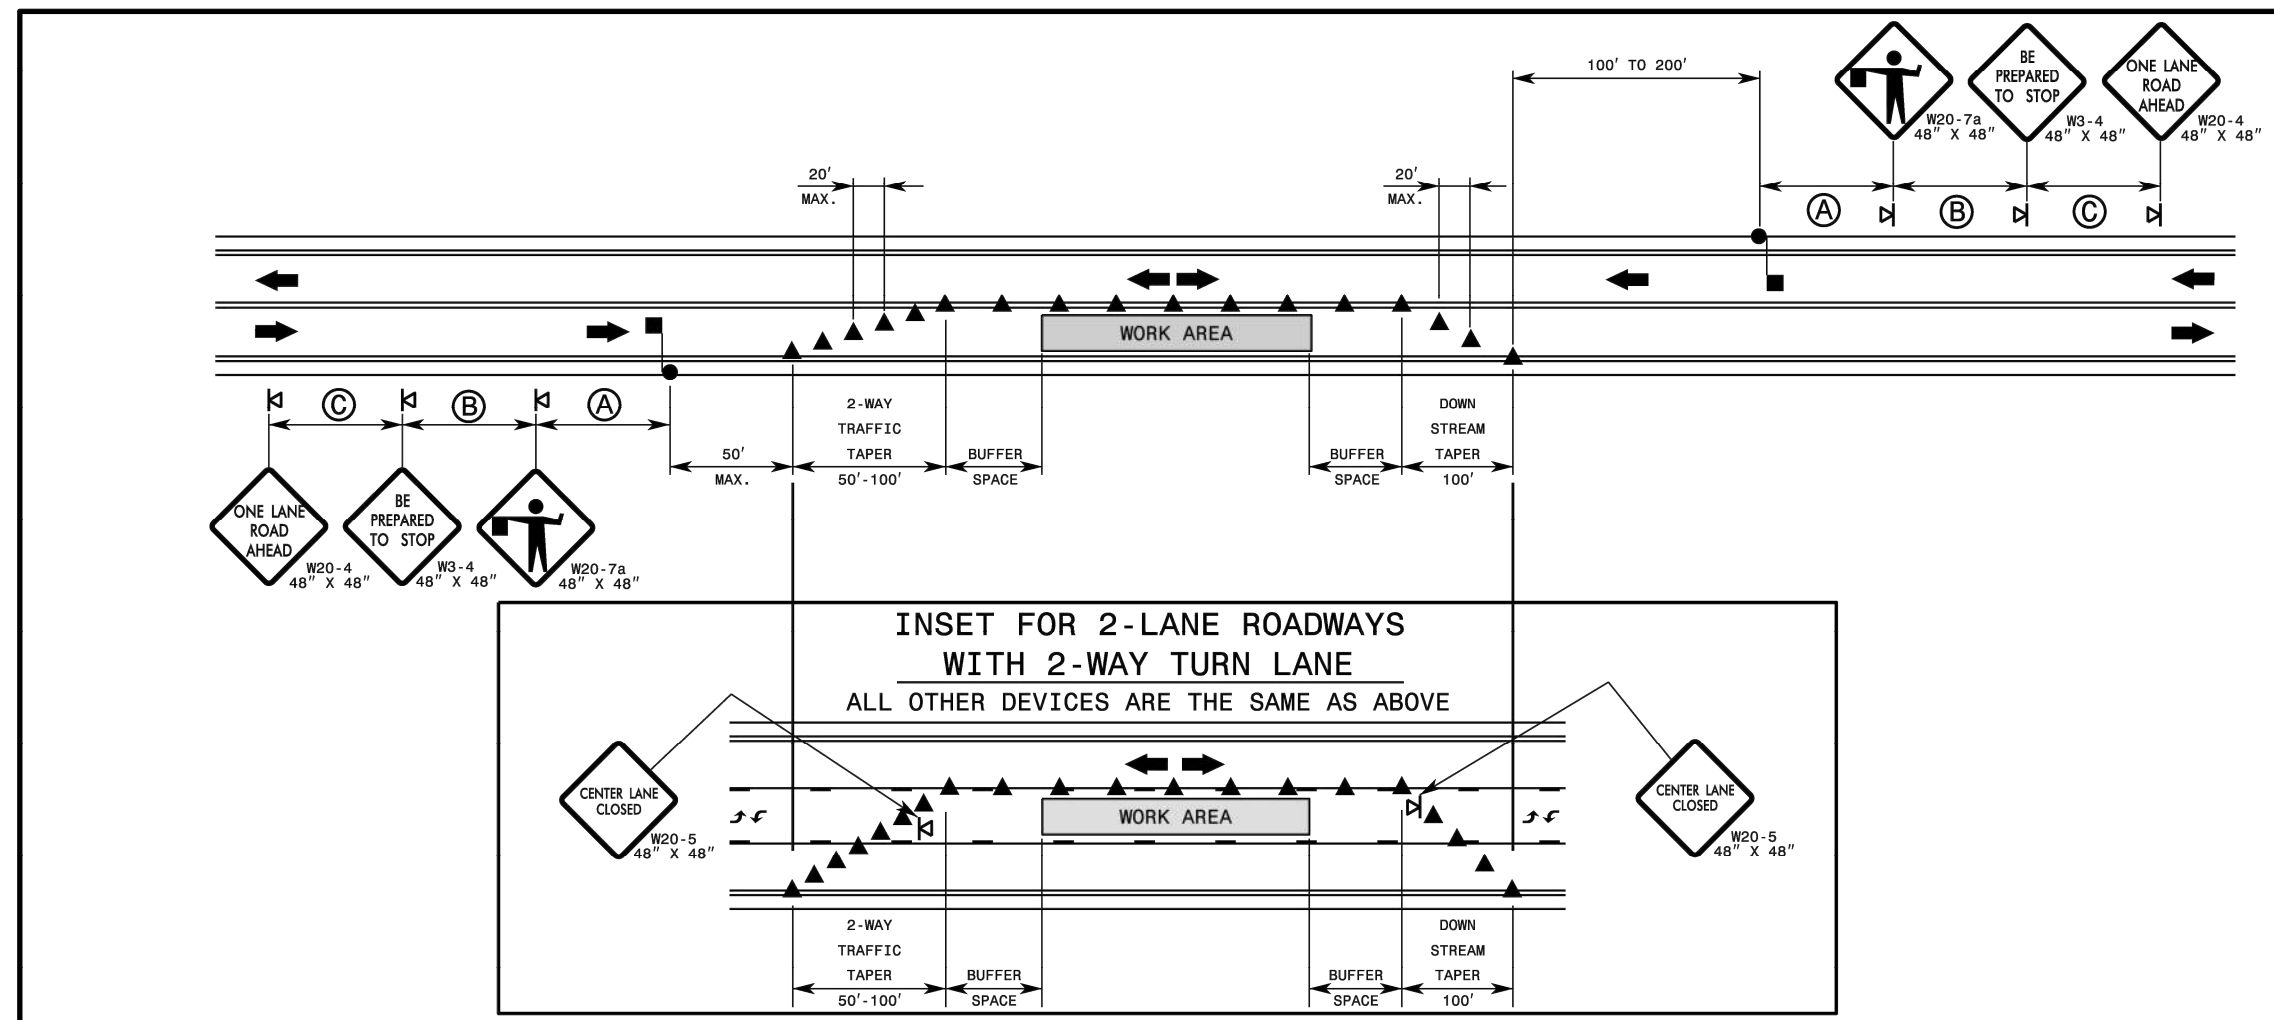 100' TO 200'
BE
PREPARED
TO STOP
ONE LANE
ROAD
AHEAD
W20-7a
48" X 48"
W3-4
48" X 48"
W20-4
48" X 48"
20'
MAX.
20'
MAX.
A
B
C
WORK AREA
C
B
A
50'
MAX.
2-WAY
TRAFFIC
TAPER
50'-100'
BUFFER
SPACE
BUFFER
SPACE
DOWN
STREAM
TAPER
100'
ONE LANE
ROAD
AHEAD
W20-4
48" X 48"
BE
PREPARED
TO STOP
W3-4
48" X 48"
W20-7a
48" X 48"
INSET FOR 2-LANE ROADWAYS
WITH 2-WAY TURN LANE
ALL OTHER DEVICES ARE THE SAME AS ABOVE
CENTER LANE
CLOSED
W20-5
48" X 48"
WORK AREA
CENTER LANE
CLOSED
W20-5
48" X 48"
2-WAY
TRAFFIC
TAPER
50'-100'
BUFFER
SPACE
BUFFER
SPACE
DOWN
STREAM
TAPER
100'